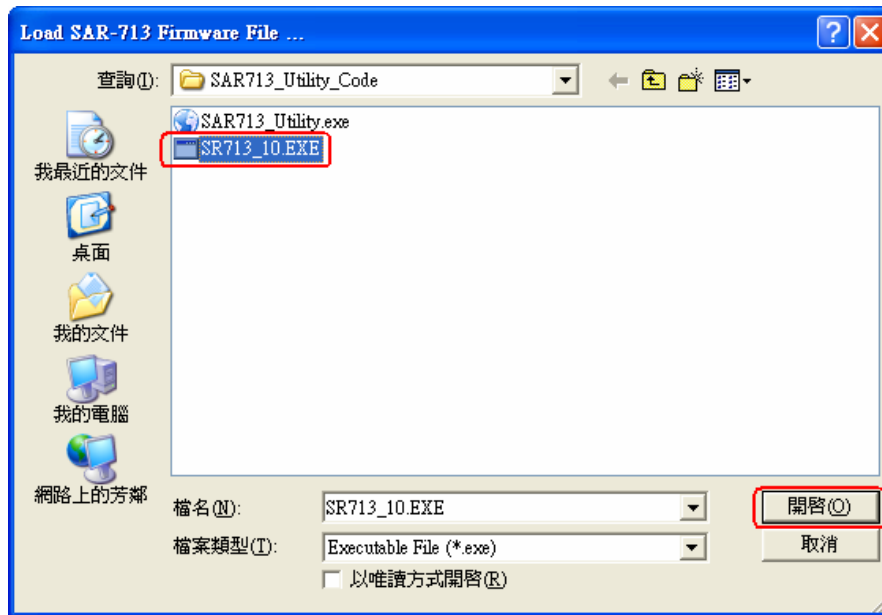 Load SAR-713 Firmware File ...
查詢(I):
SAR713_Utility_Code
SAR713_Utility.exe
SR713_10.EXE
我最近的文件
桌面
我的文件
我的電腦
網路上的芳鄰
檔名(N):
SR713_10.EXE
開啓(O)
檔案類型(T):
Executable File (*.exe)
取消
以唯讀方式開啓(R)